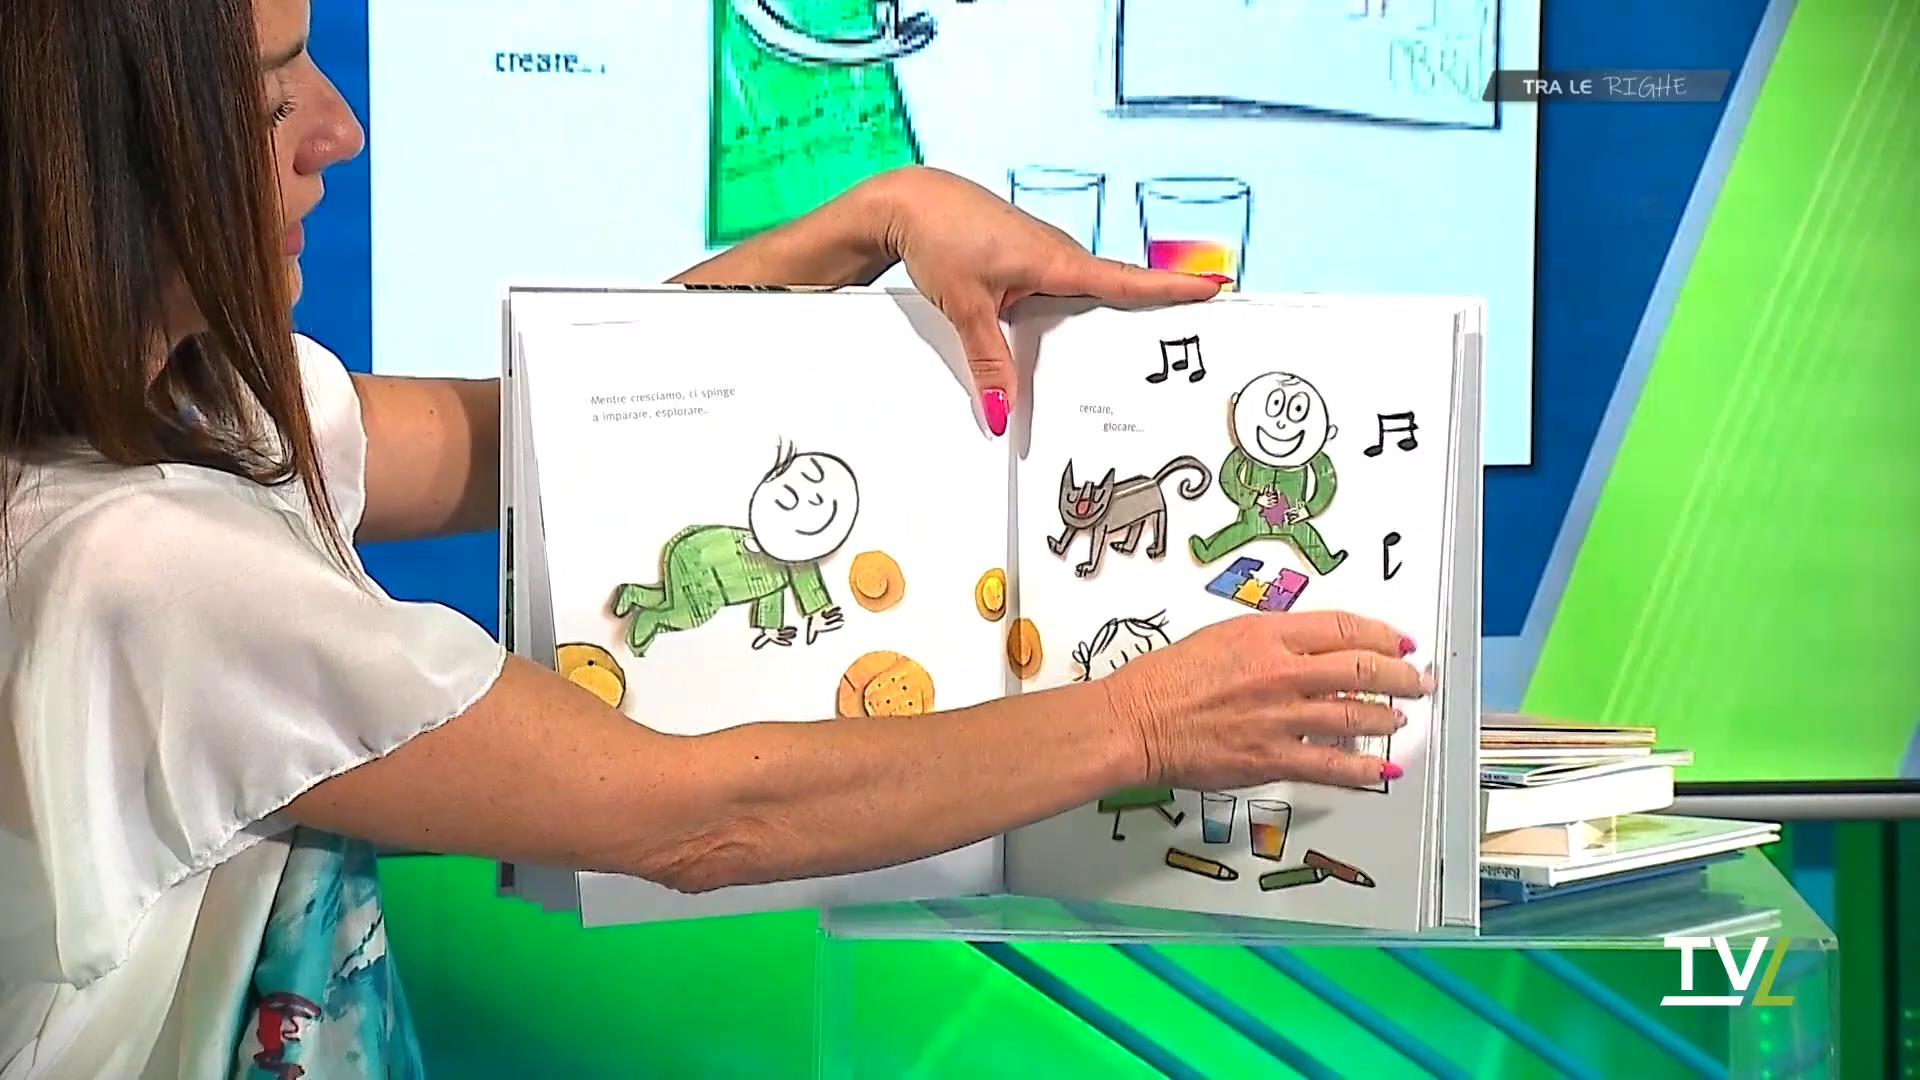 creare...
TRA LE RIGHE
Mentre cresciamo, ci spinge
a imparare, esplorare...
cercare,
giocare...
TVL